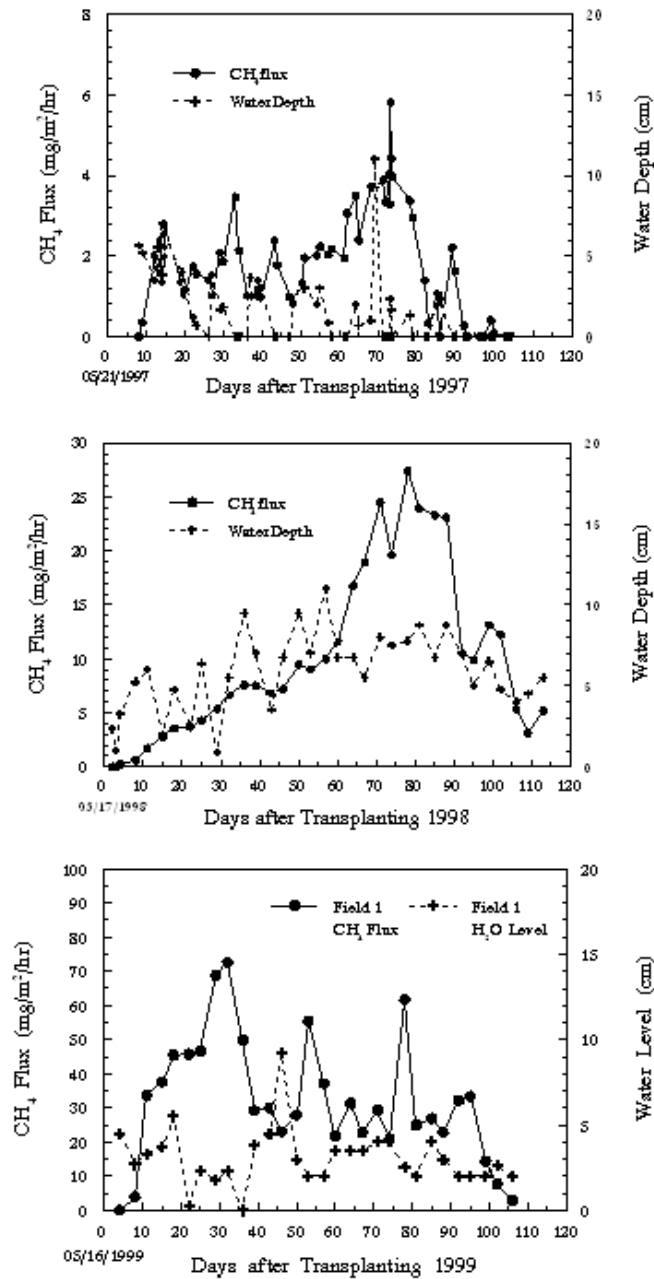 8
6
4
2
0
20
15
10
5
0
CH4 Flux (mg/m²/hr)
Water Depth (cm)
CH4 flux
Water Depth
0 10 20 30 40 50 60 70 80 90 100 110 120
05/21/1997
Days after Transplanting 1997
30
25
20
15
10
5
0
20
15
10
5
0
CH4 Flux (mg/m²/hr)
Water Depth (cm)
CH4 flux
Water Depth
0 10 20 30 40 50 60 70 80 90 100 110 120
05/17/1998
Days after Transplanting 1998
100
90
80
70
60
50
40
30
20
10
0
20
15
10
5
0
CH4 Flux (mg/m²/hr)
Water Level (cm)
Field 1 Field 1
CH4 Flux H2O Level
0 10 20 30 40 50 60 70 80 90 100 110 120
05/16/1999
Days after Transplanting 1999